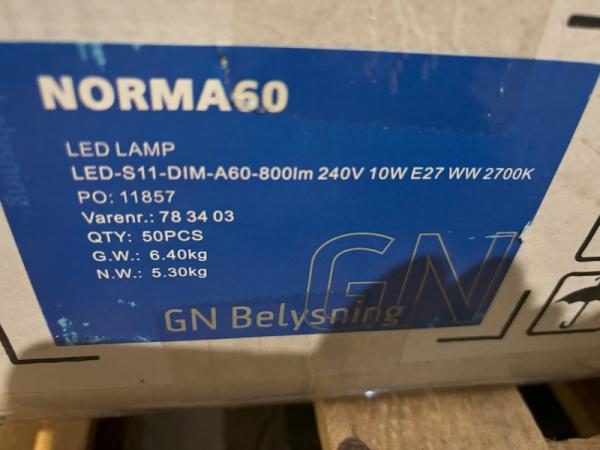 NORMA60
LED LAMP
LED-S11-DIM-A60-800lm 240V 10W E27 WW 2700K
PO: 11857
Varenr.: 78 34 03
QTY: 50PCS
G.W.: 6.40kg
N.W.: 5.30kg
GN
GN Belysning